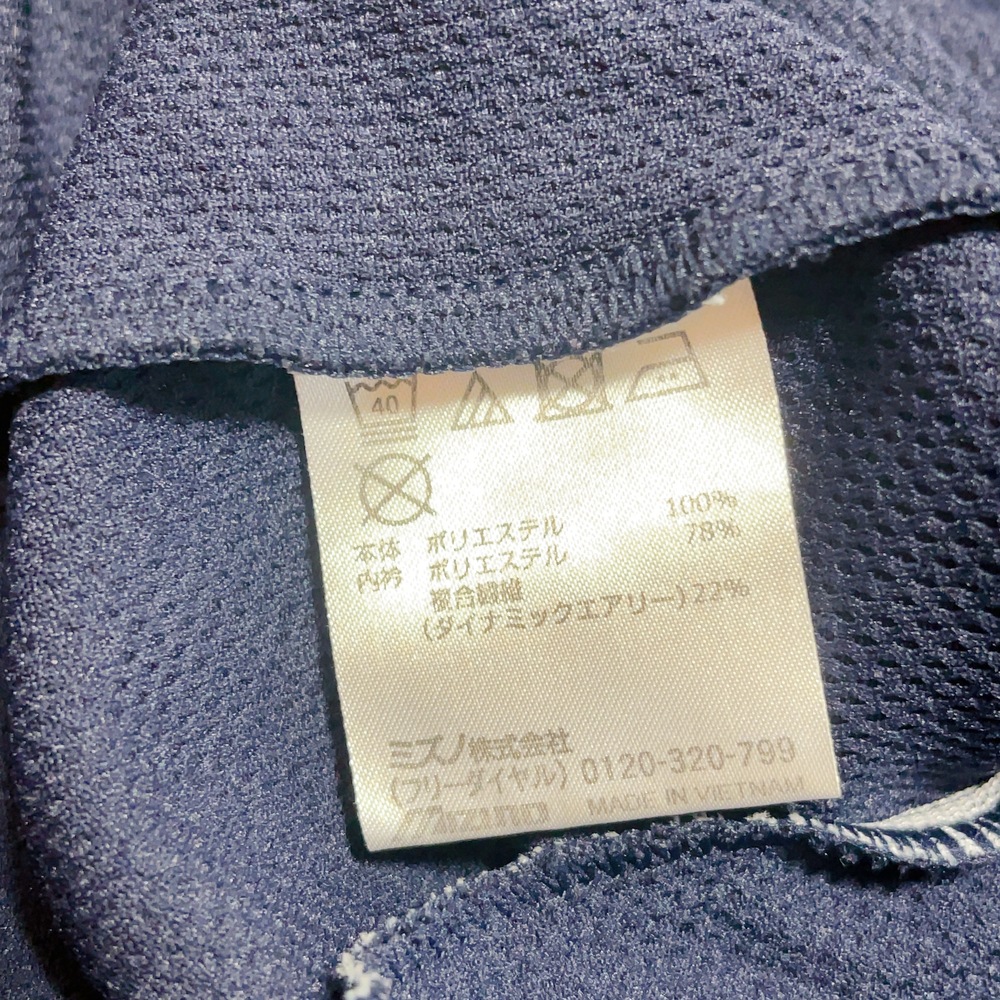 40
本体 ポリエステル 100%
内衿 ポリエステル 78%
複合繊維
(ダイナミックエアリー) 22%
ミズノ株式会社
(フリーダイヤル) 0120-320-799
Mizuno MADE IN VIETNAM